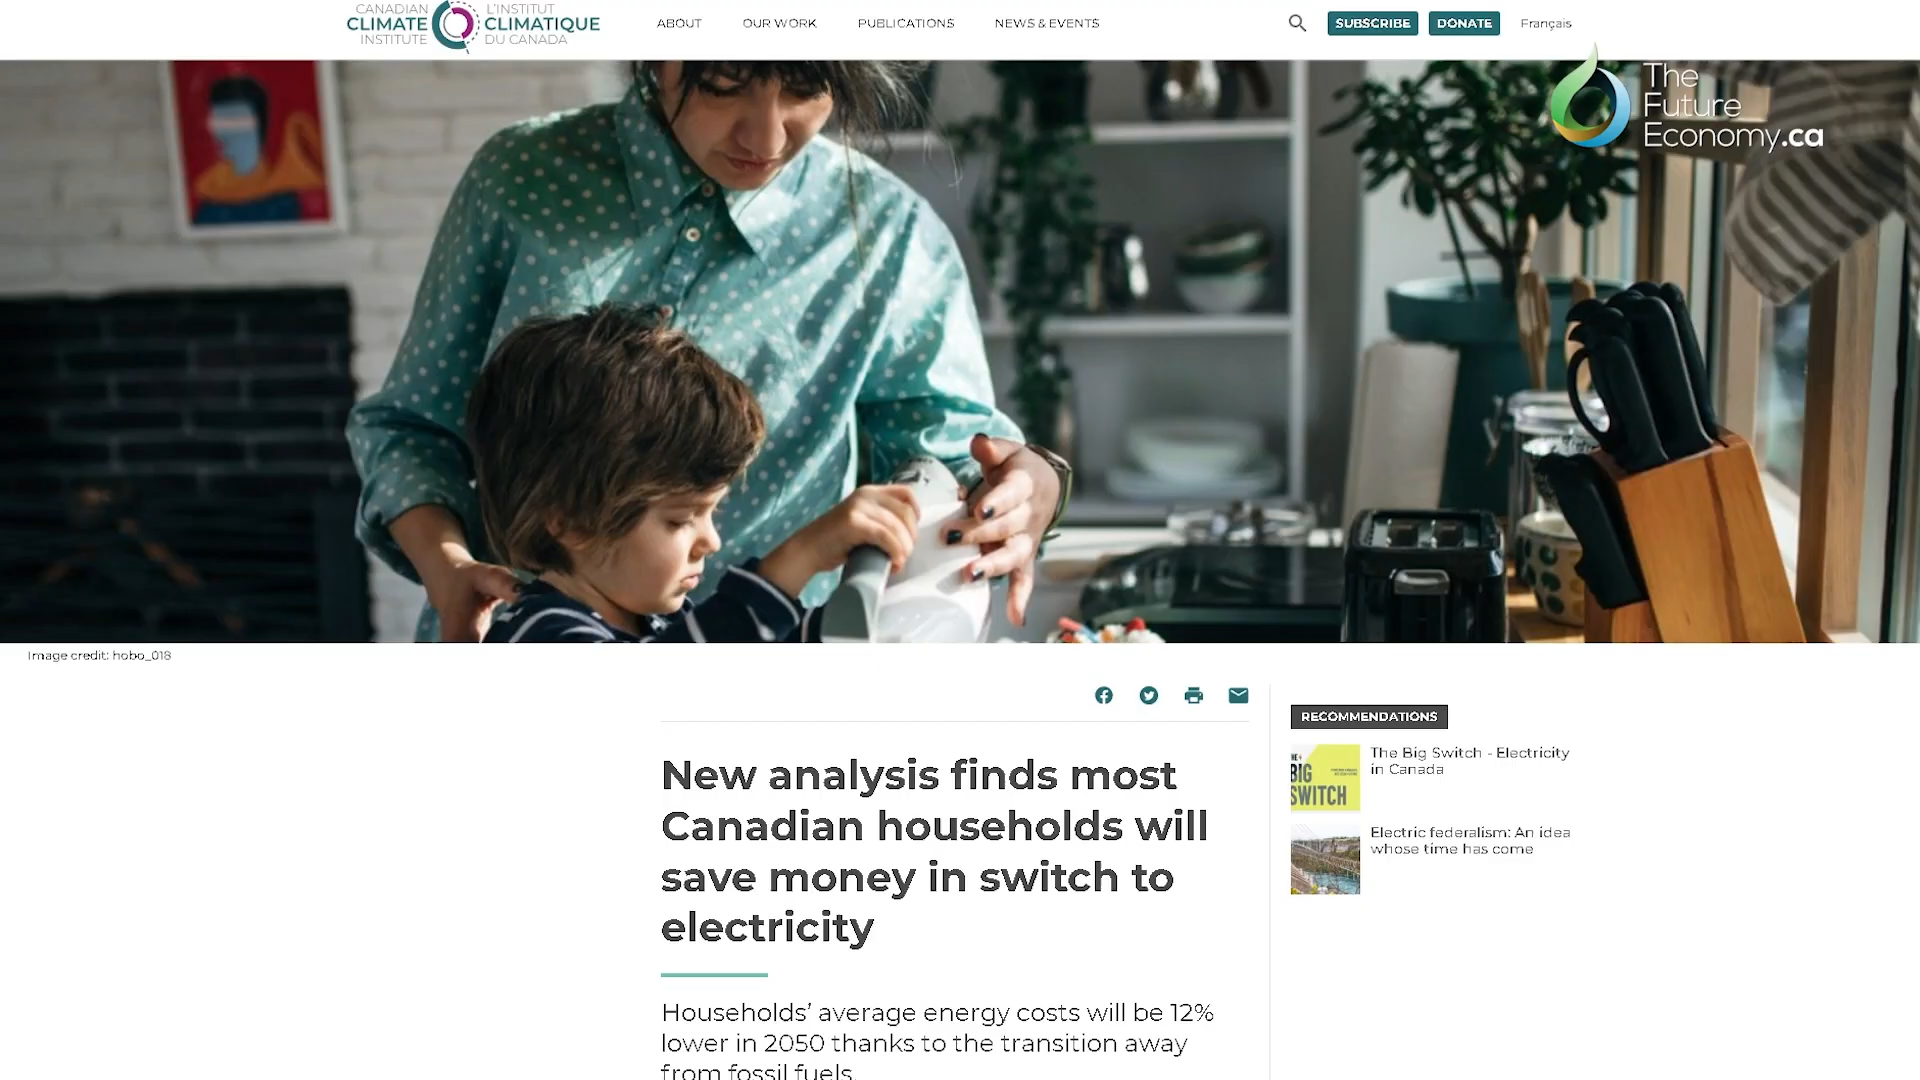 CANADIAN
CLIMATE
INSTITUTE
L'INSTITUT
CLIMATIQUE
DU CANADA
ABOUT
OUR WORK
PUBLICATIONS
NEWS & EVENTS
SUBSCRIBE
DONATE
Français
The
Future
Economy.ca
Image credit: hobo_018
New analysis finds most
Canadian households will
save money in switch to
electricity
Households’ average energy costs will be 12%
lower in 2050 thanks to the transition away
from fossil fuels.
RECOMMENDATIONS
BIG
SWITCH
The Big Switch - Electricity
in Canada
Electric federalism: An idea
whose time has come